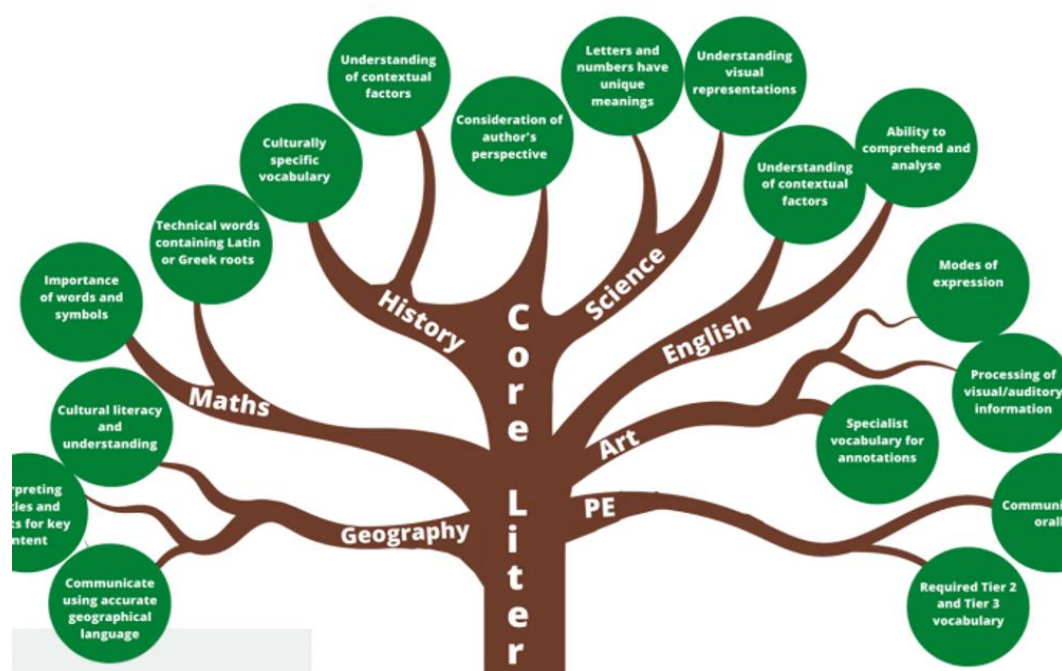 Understanding
of contextual
factors
Letters and
numbers have
unique
meanings
Understanding
visual
representations
Consideration of
author's
perspective
Culturally
specific
vocabulary
Ability to
comprehend and
analyse
Understanding
of contextual
factors
Technical words
containing Latin
or Greek roots
Importance
of words and
symbols
Modes of
expression
Processing of
visual/auditory
information
Specialist
vocabulary for
annotations
Cultural literacy
and
understanding
and
for key
Communicate
using accurate
geographical
language
Required Tier 2
and Tier 3
vocabulary
History
Science
English
Maths
Art
Geography
PE
Core Liter